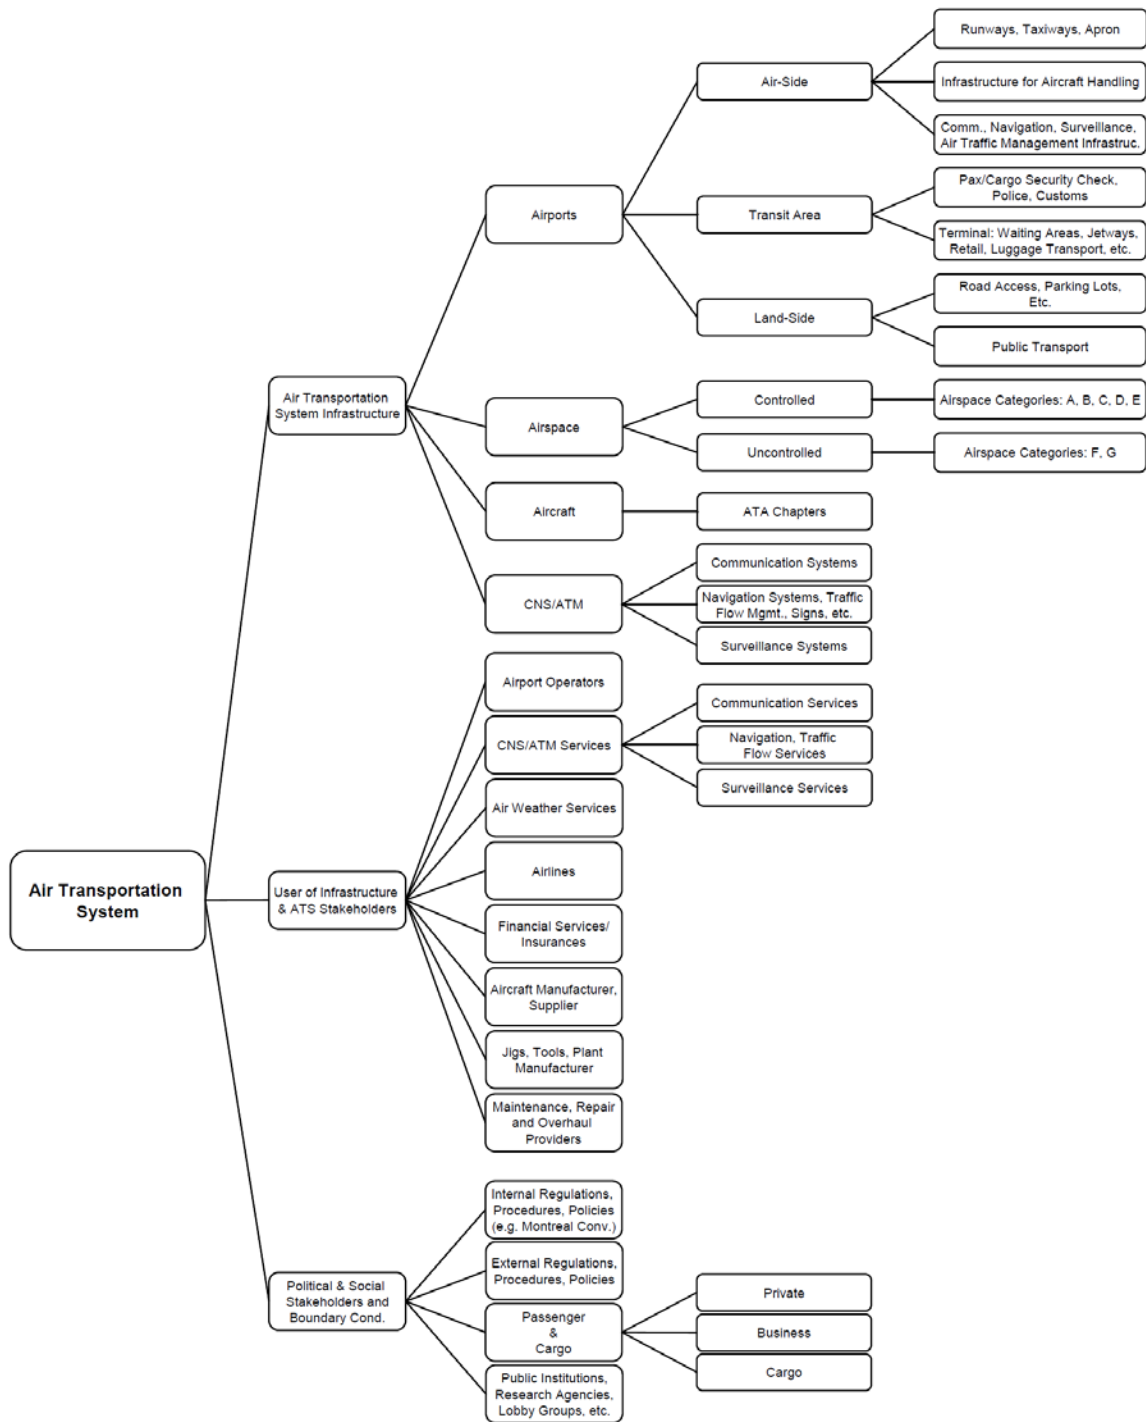 Air Transportation
System
Air Transportation
System Infrastructure
Airports
Air-Side
Runways, Taxiways, Apron
Infrastructure for Aircraft Handling
Comm., Navigation, Surveillance,
Air Traffic Management Infrastruc.
Transit Area
Pax/Cargo Security Check,
Police, Customs
Terminal: Waiting Areas, Jetways,
Retail, Luggage Transport, etc.
Land-Side
Road Access, Parking Lots,
Etc.
Public Transport
Airspace
Controlled
Airspace Categories: A, B, C, D, E
Uncontrolled
Airspace Categories: F, G
Aircraft
ATA Chapters
CNS/ATM
Communication Systems
Navigation Systems, Traffic
Flow Mgmt., Signs, etc.
Surveillance Systems
User of Infrastructure
& ATS Stakeholders
Airport Operators
CNS/ATM Services
Communication Services
Navigation, Traffic
Flow Services
Surveillance Services
Air Weather Services
Airlines
Financial Services/
Insurances
Aircraft Manufacturer,
Supplier
Jigs, Tools, Plant
Manufacturer
Maintenance, Repair
and Overhaul
Providers
Political & Social
Stakeholders and
Boundary Cond.
Internal Regulations,
Procedures, Policies
(e.g. Montreal Conv.)
External Regulations,
Procedures, Policies
Passenger
&
Cargo
Private
Business
Cargo
Public Institutions,
Research Agencies,
Lobby Groups, etc.